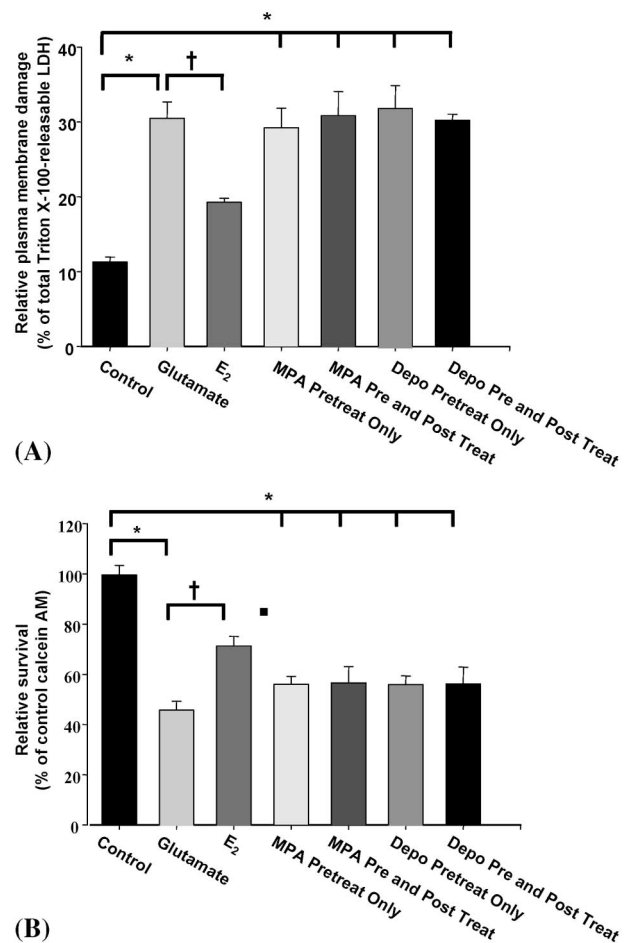 *
* †
Relative plasma membrane damage
(% of total Triton X-100-releasable LDH)
40
30
20
10
0
Control
Glutamate
E2
MPA Pretreat Only
MPA Pre and Post Treat
Depo Pretreat Only
Depo Pre and Post Treat
(A)
*
* †
Relative survival
(% of control calcein AM)
120
100
80
60
40
20
0
Control
Glutamate
E2
MPA Pretreat Only
MPA Pre and Post Treat
Depo Pretreat Only
Depo Pre and Post Treat
(B)